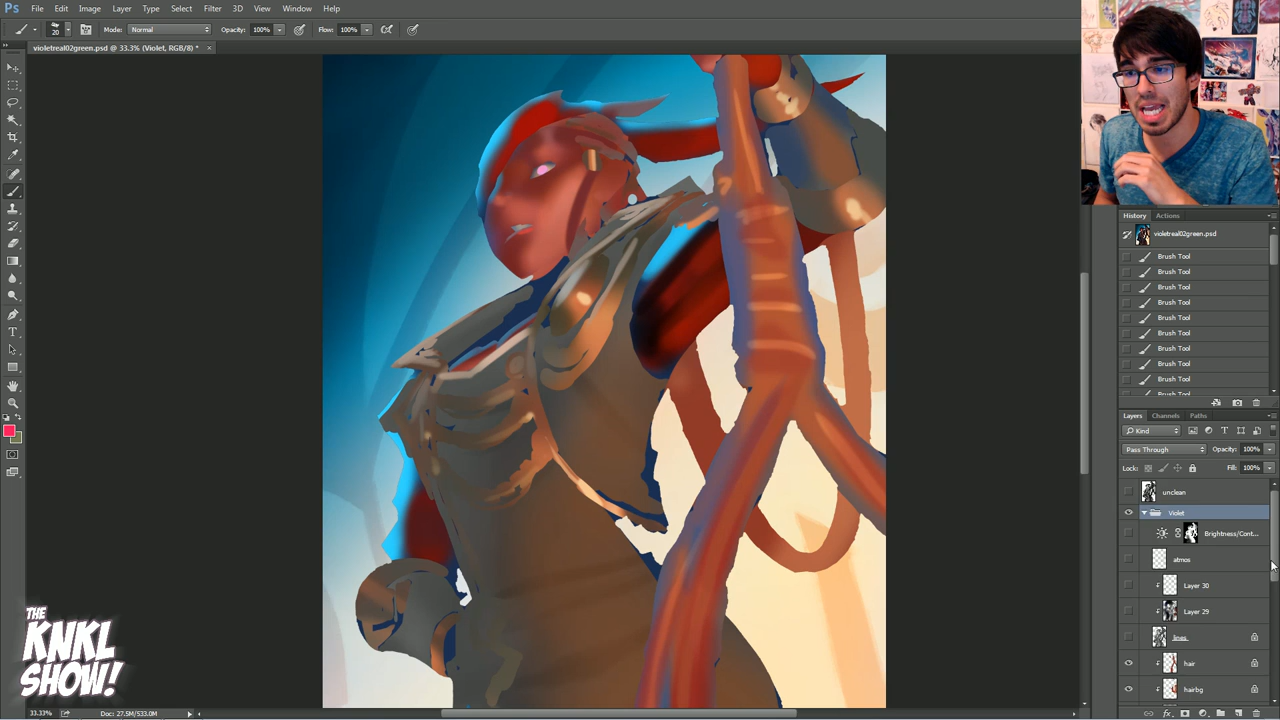 Ps File Edit Image Layer Type Select Filter 3D View Window Help
20 Mode: Normal Opacity: 100% Flow: 100%
violetreal02green.psd @ 33.3% (Violet, RGB/8) * ×
History Actions
violetreal02green.psd
Brush Tool
Brush Tool
Brush Tool
Brush Tool
Brush Tool
Brush Tool
Brush Tool
Brush Tool
Brush Tool
Brush Tool
Layers Channels Paths
Kind
Pass Through Opacity: 100%
Lock: Fill: 100%
unclean
Violet
Brightness/Cont...
atmos
Layer 30
Layer 29
lines
hair
hairbg
THE
KNKL
SHOW!
33.33% Doc: 27.5M/533.0M